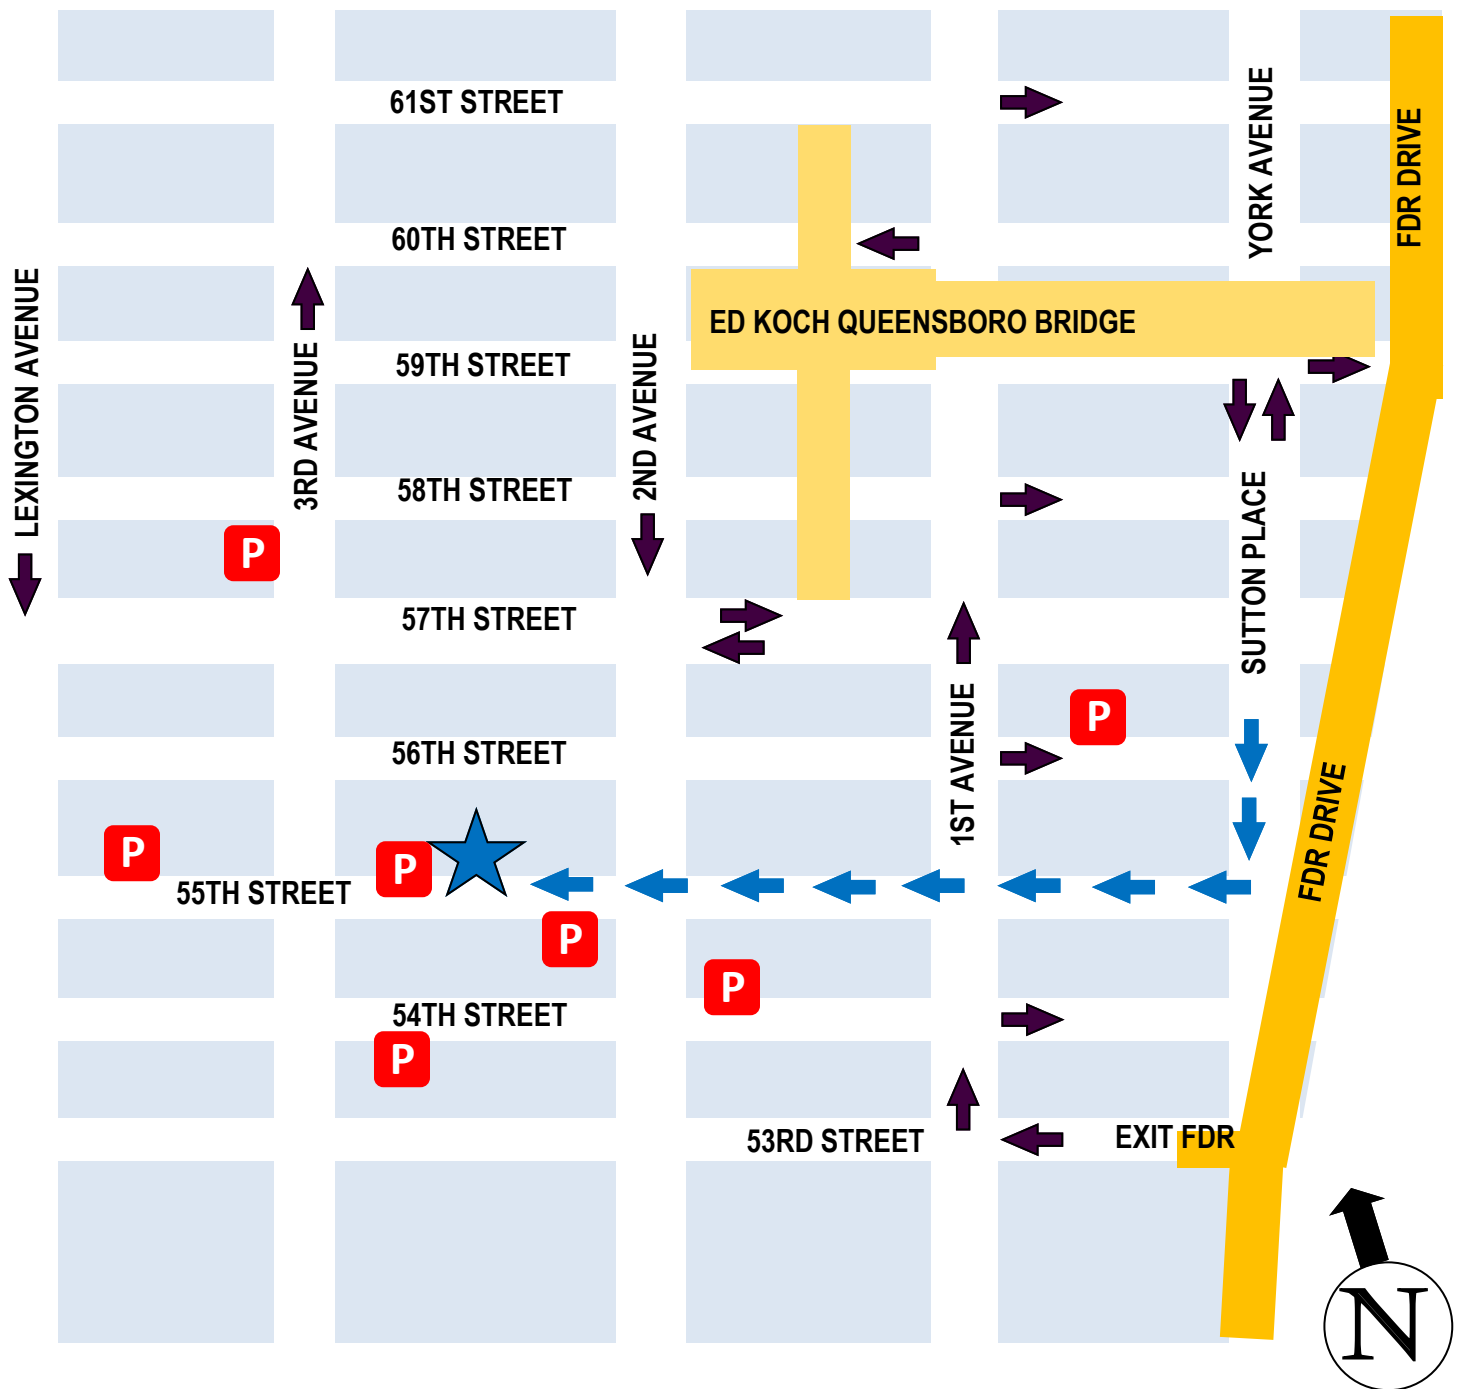 61ST STREET
YORK AVENUE
FDR DRIVE
60TH STREET
LEXINGTON AVENUE
3RD AVENUE
ED KOCH QUEENSBORO BRIDGE
59TH STREET
2ND AVENUE
58TH STREET
SUTTON PLACE
P
57TH STREET
1ST AVENUE
P
56TH STREET
FDR DRIVE
P
P
55TH STREET
P
P
54TH STREET
P
53RD STREET
EXIT FDR
N